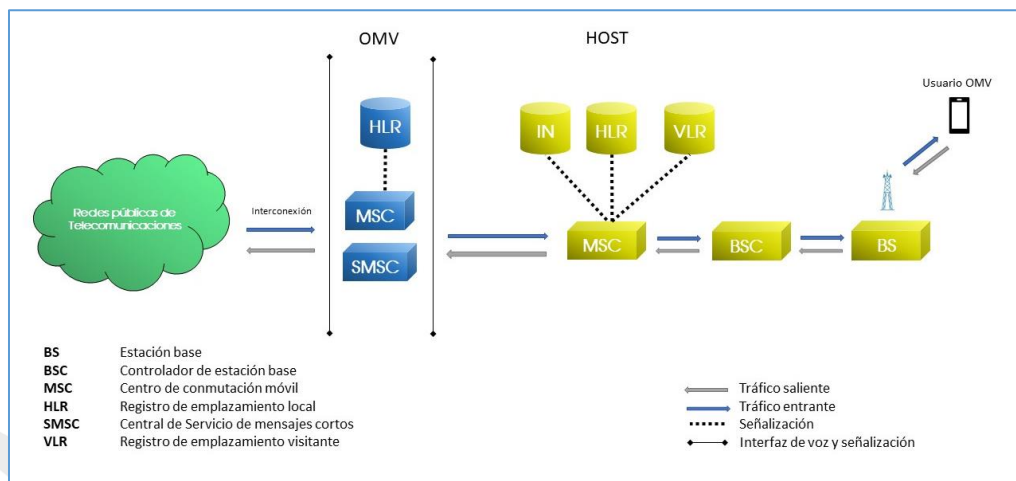 OMV
HOST
Usuario OMV
HLR
IN
HLR
VLR
Redes públicas de
Telecomunicaciones
Interconexión
MSC
SMSC
MSC
BSC
BS
BS Estación base
BSC Controlador de estación base
MSC Centro de conmutación móvil
HLR Registro de emplazamiento local
SMSC Central de Servicio de mensajes cortos
VLR Registro de emplazamiento visitante
Tráfico saliente
Tráfico entrante
Señalización
Interfaz de voz y señalización